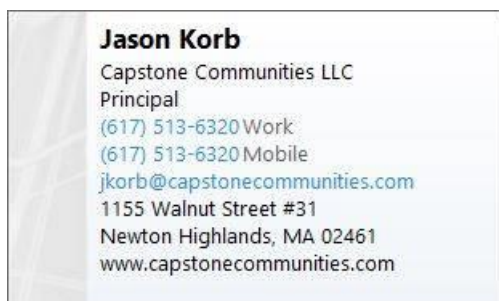 Jason Korb
Capstone Communities LLC
Principal
(617) 513-6320 Work
(617) 513-6320 Mobile
jkorb@capstonecommunities.com
1155 Walnut Street #31
Newton Highlands, MA 02461
www.capstonecommunities.com